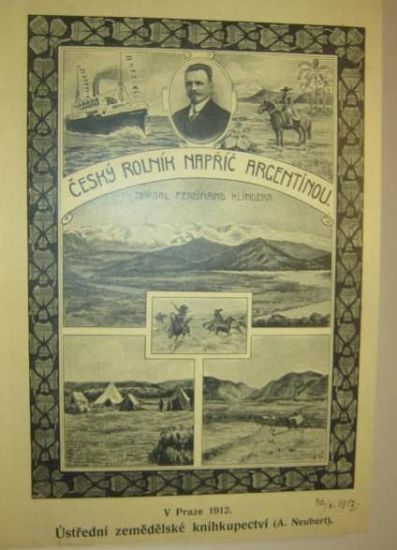 ČESKÝ ROLNÍK NAPŘÍČ ARGENTINOU.
NAPSAL FERDINAND KLINDERA.
V Praze 1912.
Ústřední zemědělské knihkupectví (A. Neubert).